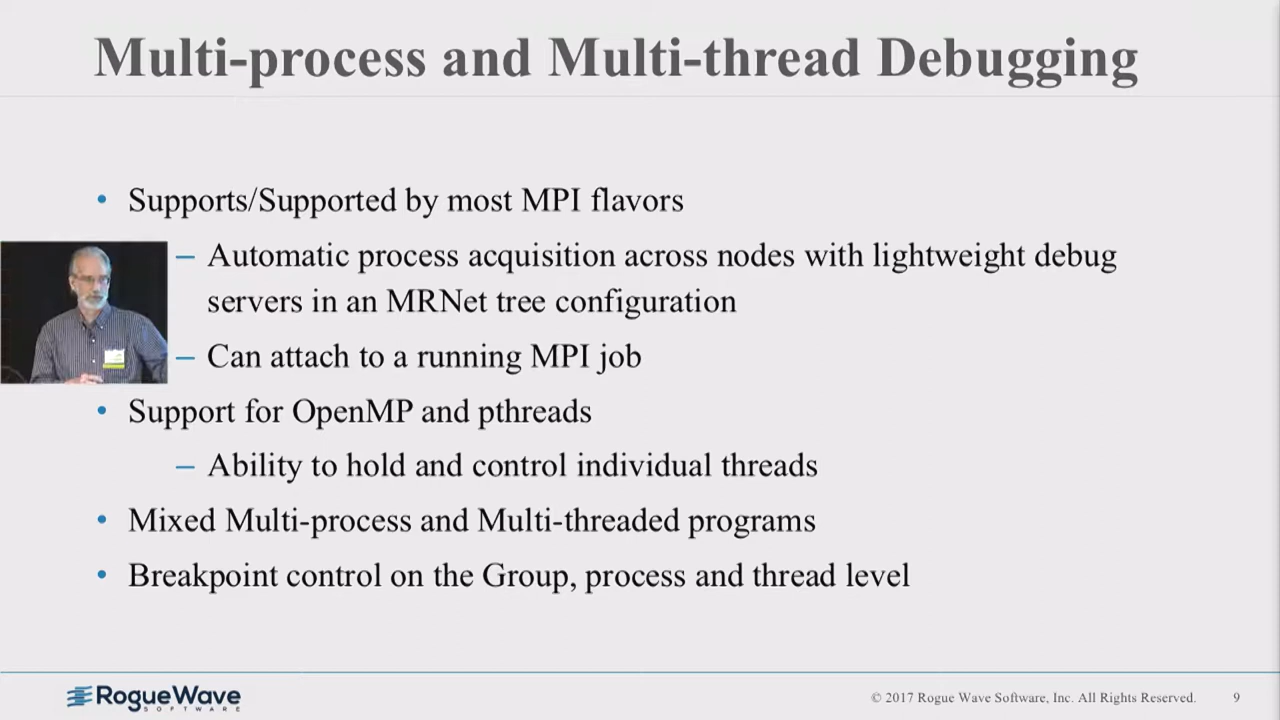 Multi-process and Multi-thread Debugging
• Supports/Supported by most MPI flavors
– Automatic process acquisition across nodes with lightweight debug
servers in an MRNet tree configuration
– Can attach to a running MPI job
• Support for OpenMP and pthreads
– Ability to hold and control individual threads
• Mixed Multi-process and Multi-threaded programs
• Breakpoint control on the Group, process and thread level
RogueWave
SOFTWARE
© 2017 Rogue Wave Software, Inc. All Rights Reserved. 9